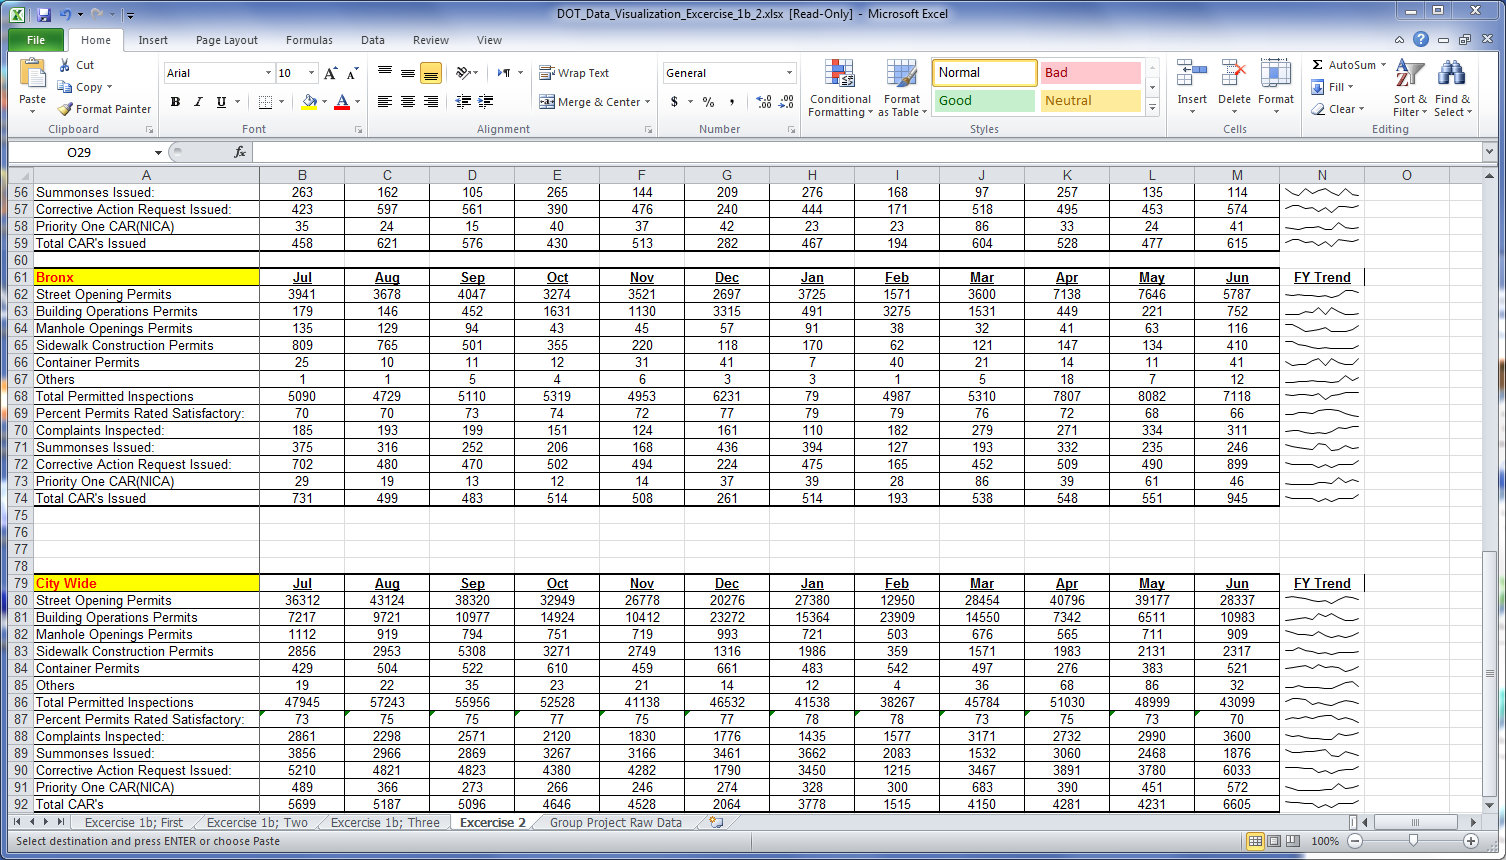 DOT_Data_Visualization_Excercise_1b_2.xlsx [Read-Only] - Microsoft Excel
File Home Insert Page Layout Formulas Data Review View
Paste Cut Copy Format Painter Clipboard
Arial 10 A A B I U A Font
Wrap Text Merge & Center Alignment
General $ % , Number
Conditional Formatting Format as Table Normal Bad Good Neutral Styles
Insert Delete Format Cells
Σ AutoSum Fill Clear Sort & Filter Find & Select Editing
O29 fx
A B C D E F G H I J K L M N O
56 Summonses Issued: 263 162 105 265 144 209 276 168 97 257 135 114
57 Corrective Action Request Issued: 423 597 561 390 476 240 444 171 518 495 453 574
58 Priority One CAR(NICA) 35 24 15 40 37 42 23 23 86 33 24 41
59 Total CAR's Issued 458 621 576 430 513 282 467 194 604 528 477 615
60
61 Bronx Jul Aug Sep Oct Nov Dec Jan Feb Mar Apr May Jun FY Trend
62 Street Opening Permits 3941 3678 4047 3274 3521 2697 3725 1571 3600 7138 7646 5787
63 Building Operations Permits 179 146 452 1631 1130 3315 491 3275 1531 449 221 752
64 Manhole Openings Permits 135 129 94 43 45 57 91 38 32 41 63 116
65 Sidewalk Construction Permits 809 765 501 355 220 118 170 62 121 147 134 410
66 Container Permits 25 10 11 12 31 41 7 40 21 14 11 41
67 Others 1 1 5 4 6 3 3 1 5 18 7 12
68 Total Permitted Inspections 5090 4729 5110 5319 4953 6231 79 4987 5310 7807 8082 7118
69 Percent Permits Rated Satisfactory: 70 70 73 74 72 77 79 79 76 72 68 66
70 Complaints Inspected: 185 193 199 151 124 161 110 182 279 271 334 311
71 Summonses Issued: 375 316 252 206 168 436 394 127 193 332 235 246
72 Corrective Action Request Issued: 702 480 470 502 494 224 475 165 452 509 490 899
73 Priority One CAR(NICA) 29 19 13 12 14 37 39 28 86 39 61 46
74 Total CAR's Issued 731 499 483 514 508 261 514 193 538 548 551 945
75
76
77
78
79 City Wide Jul Aug Sep Oct Nov Dec Jan Feb Mar Apr May Jun FY Trend
80 Street Opening Permits 36312 43124 38320 32949 26778 20276 27380 12950 28454 40796 39177 28337
81 Building Operations Permits 7217 9721 10977 14924 10412 23272 15364 23909 14550 7342 6511 10983
82 Manhole Openings Permits 1112 919 794 751 719 993 721 503 676 565 711 909
83 Sidewalk Construction Permits 2856 2953 5308 3271 2749 1316 1986 359 1571 1983 2131 2317
84 Container Permits 429 504 522 610 459 661 483 542 497 276 383 521
85 Others 19 22 35 23 21 14 12 4 36 68 86 32
86 Total Permitted Inspections 47945 57243 55956 52528 41138 46532 41538 38267 45784 51030 48999 43099
87 Percent Permits Rated Satisfactory: 73 75 75 77 75 77 78 78 73 75 73 70
88 Complaints Inspected: 2861 2298 2571 2120 1830 1776 1435 1577 3171 2732 2990 3600
89 Summonses Issued: 3856 2966 2869 3267 3166 3461 3662 2083 1532 3060 2468 1876
90 Corrective Action Request Issued: 5210 4821 4823 4380 4282 1790 3450 1215 3467 3891 3780 6033
91 Priority One CAR(NICA) 489 366 273 266 246 274 328 300 683 390 451 572
92 Total CAR's 5699 5187 5096 4646 4528 2064 3778 1515 4150 4281 4231 6605
Excercise 1b; First Excercise 1b; Two Excercise 1b; Three Excercise 2 Group Project Raw Data
Select destination and press ENTER or choose Paste 100%